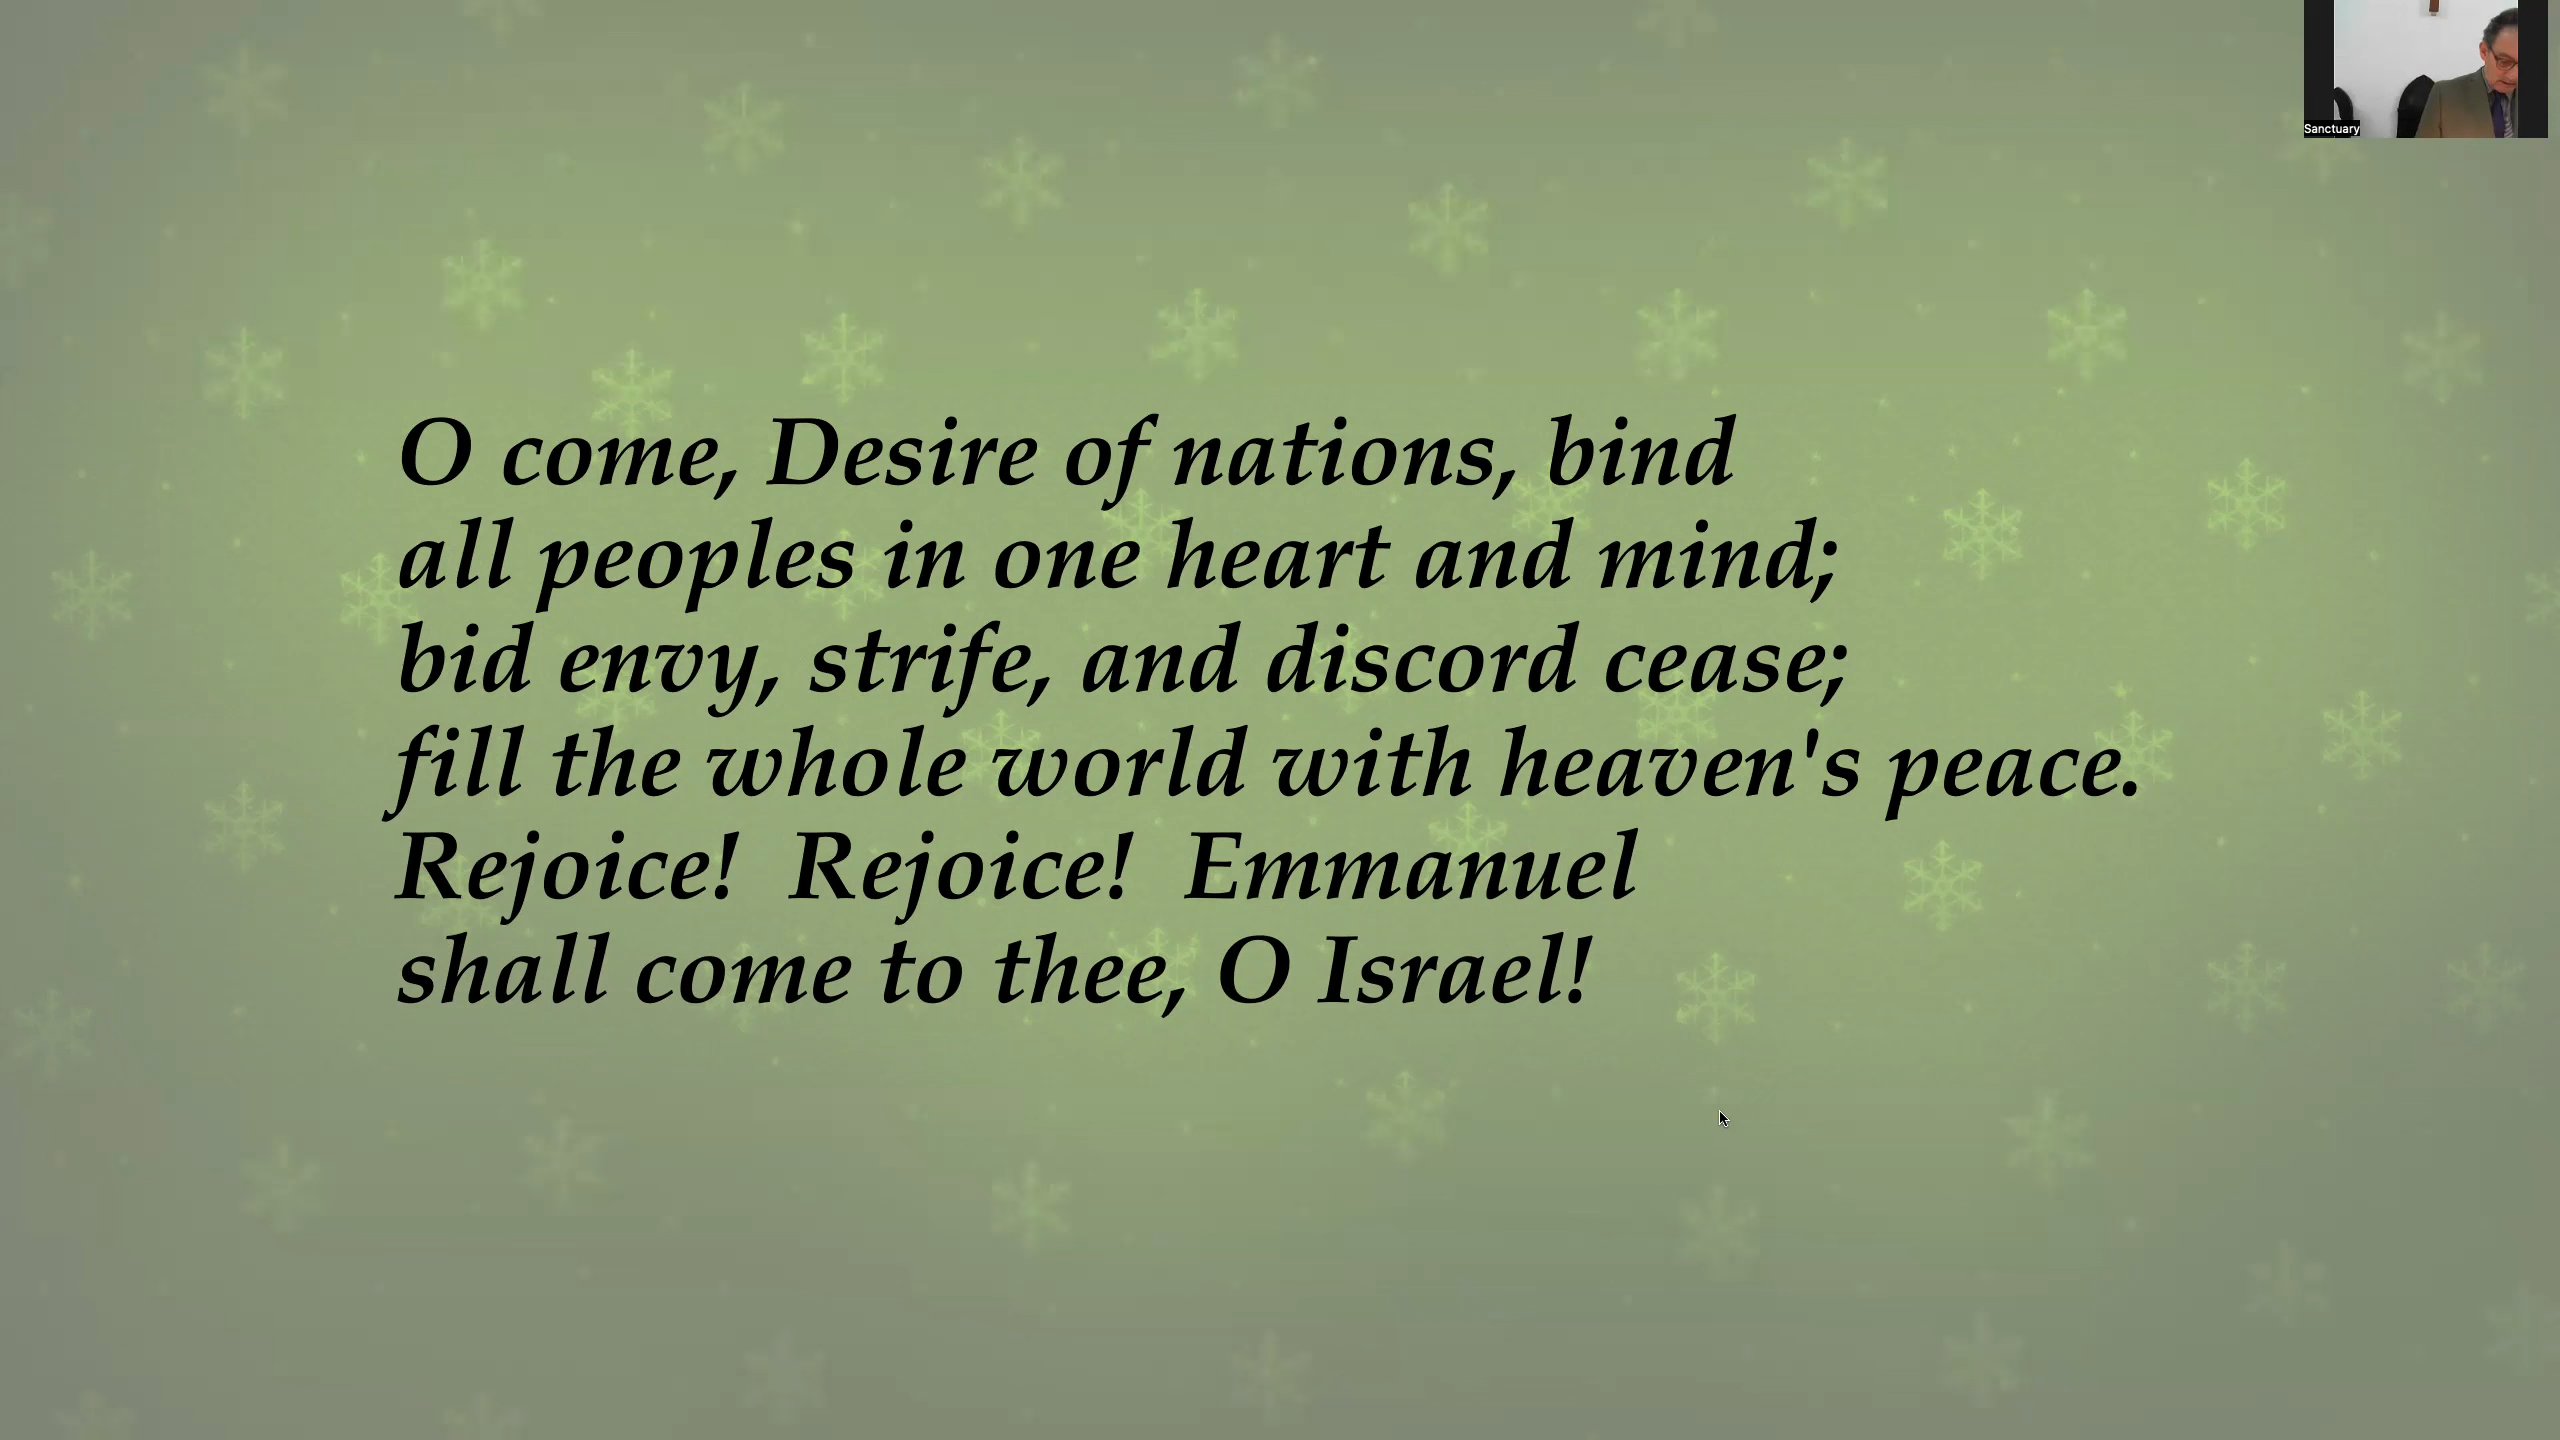 Sanctuary
O come, Desire of nations, bind
all peoples in one heart and mind;
bid envy, strife, and discord cease;
fill the whole world with heaven's peace.
Rejoice!  Rejoice!  Emmanuel
shall come to thee, O Israel!